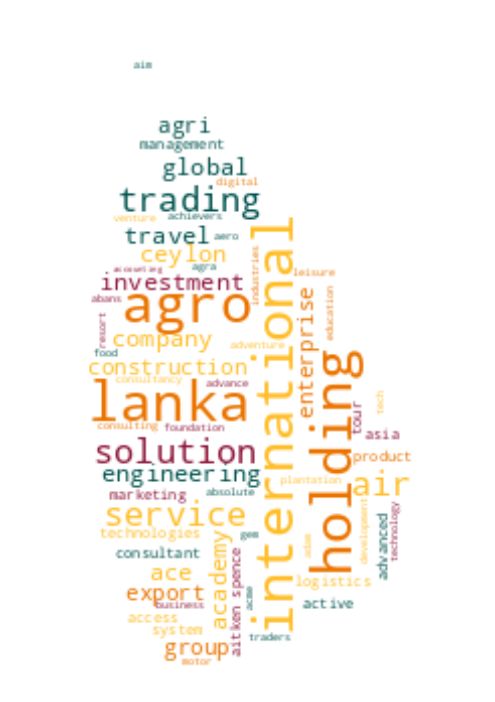 aim
agri
management
global
digital
trading
venture
achievers
travel
aero
ceylon
accounting
agra
investment
industries
leisure
abans
agro
international
enterprise
education
resort
company
adventure
food
construction
holding
consultancy
advance
lanka
tech
consulting
foundation
tour
asia
solution
product
engineering
plantation
air
marketing
absolute
service
development
advanced
technology
technologies
gem
adam
consultant
academy
aitken spence
ace
logistics
export
acme
active
business
access
system
traders
group
motor